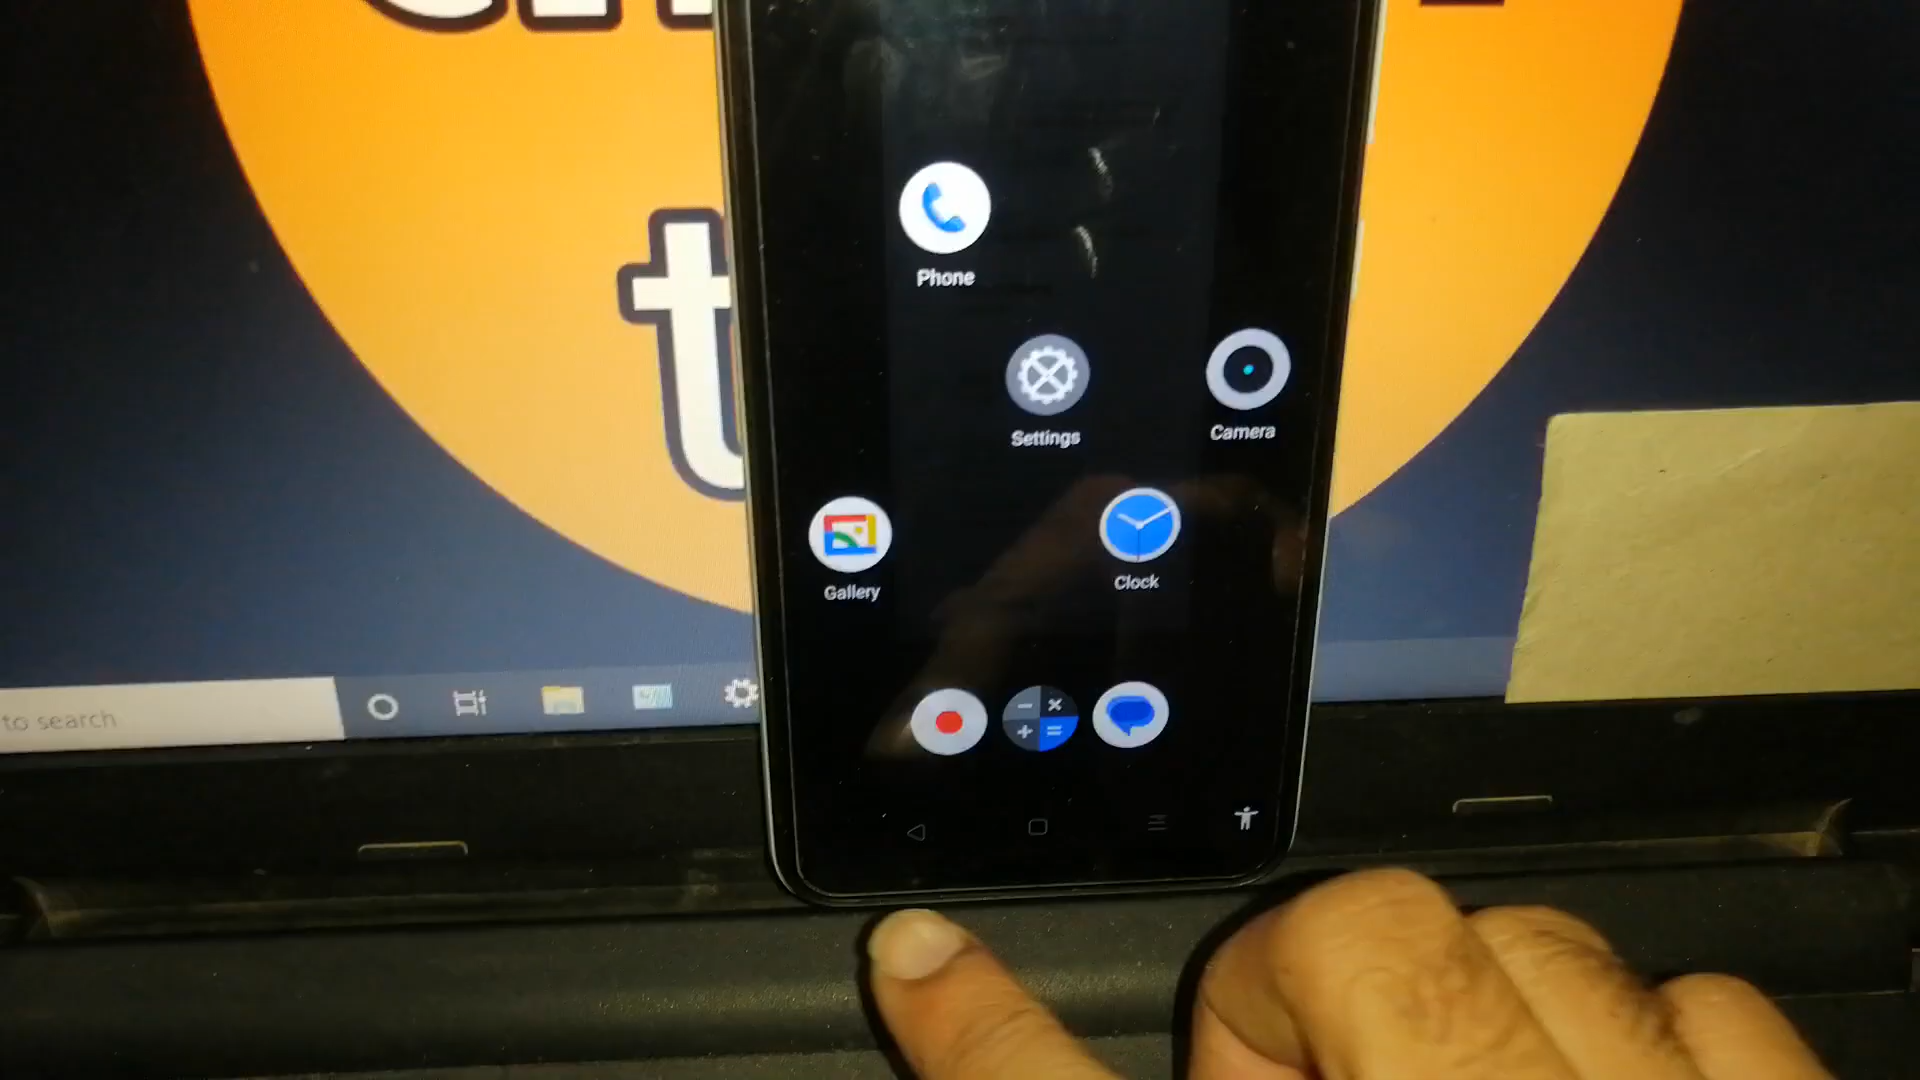 t
Phone
Settings
Camera
Gallery
Clock
to search